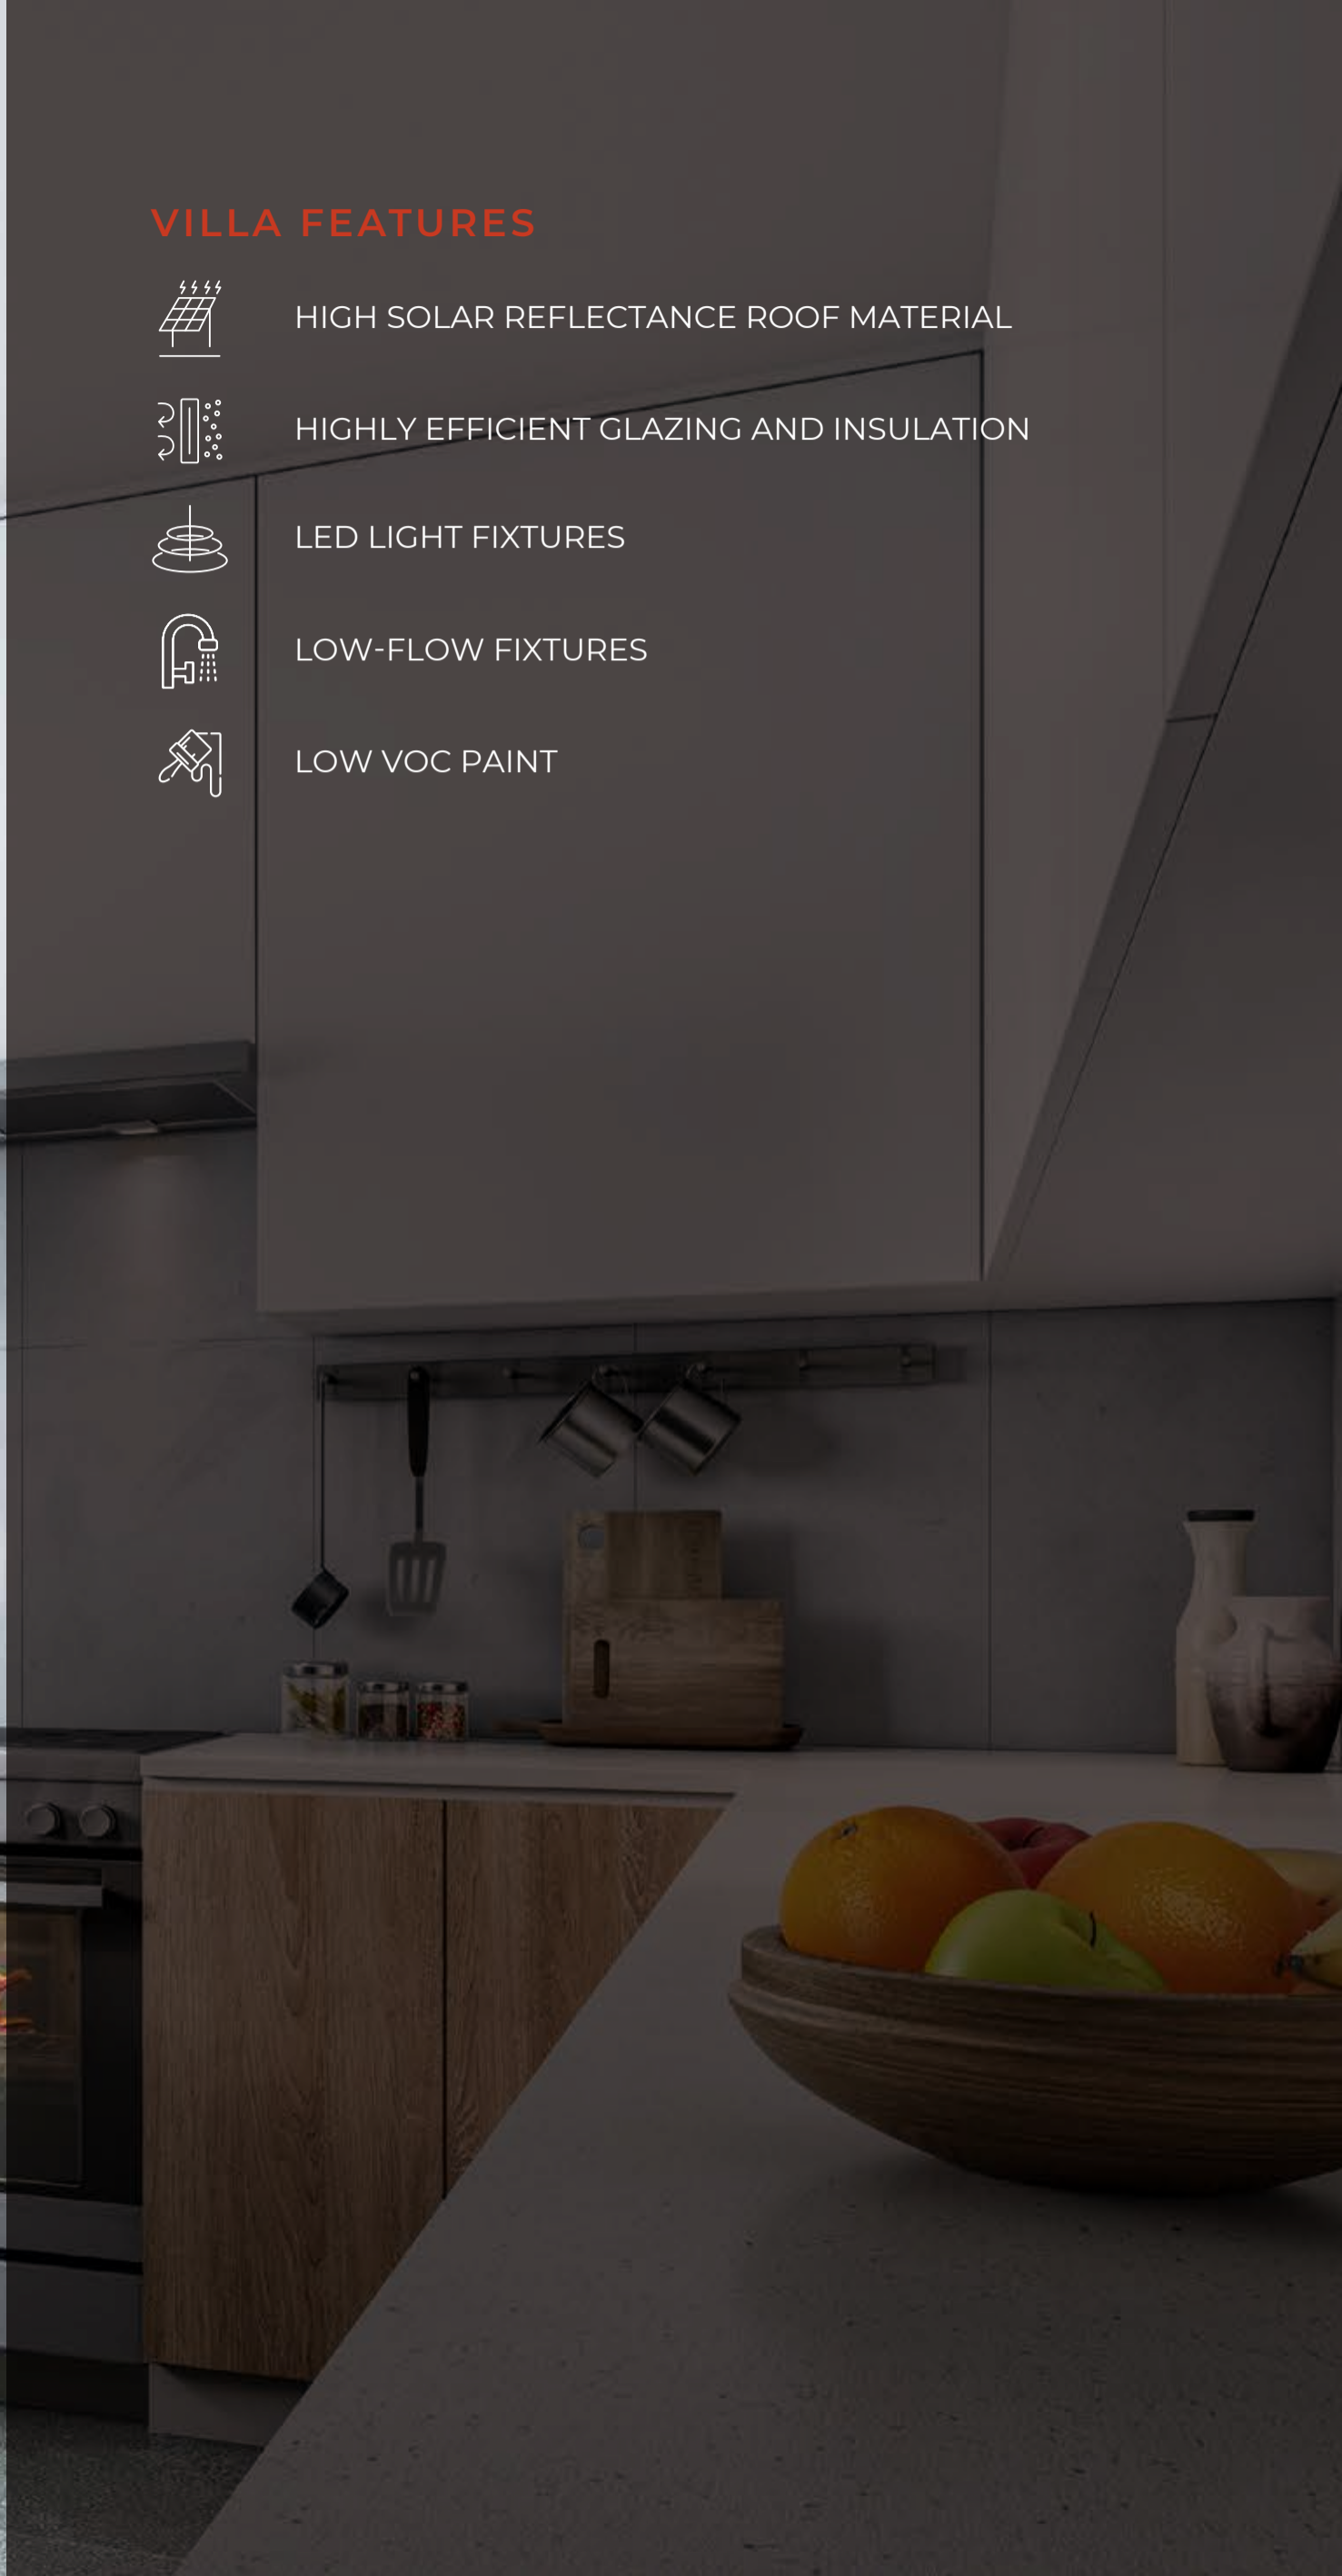 VILLA FEATURES
HIGH SOLAR REFLECTANCE ROOF MATERIAL
HIGHLY EFFICIENT GLAZING AND INSULATION
LED LIGHT FIXTURES
LOW-FLOW FIXTURES
LOW VOC PAINT